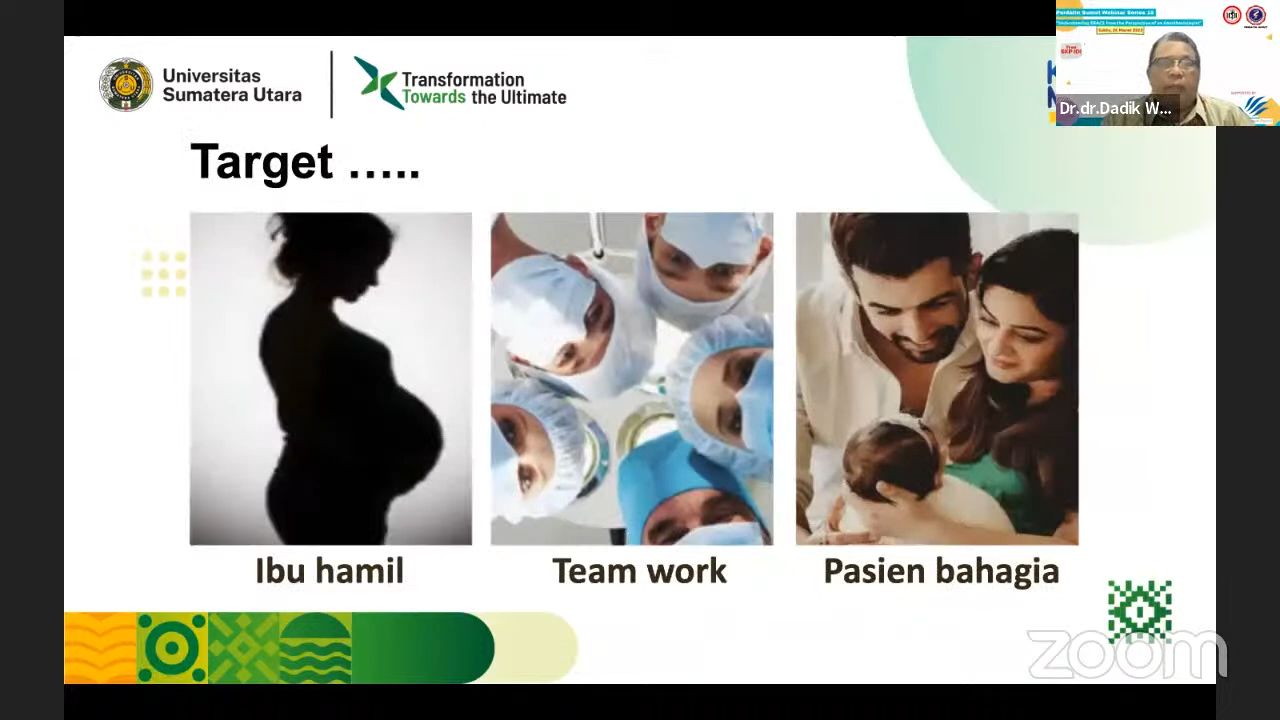 Universitas
Sumatera Utara
Transformation
Towards the Ultimate
Target …..
Ibu hamil
Team work
Pasien bahagia
Dr.dr.Dadik W...
zoom